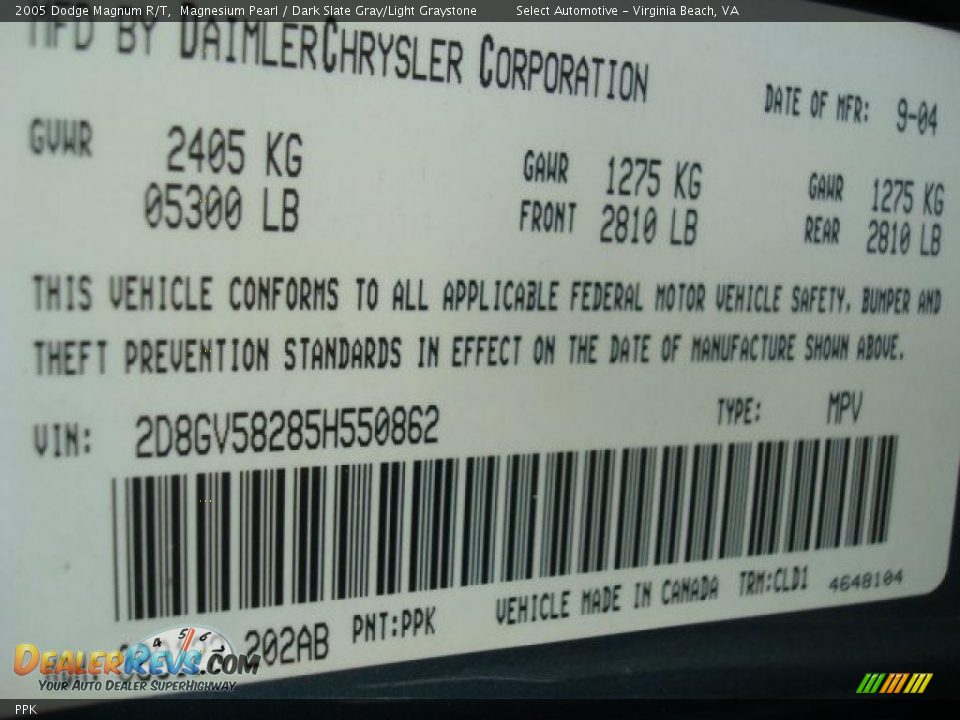 2005 Dodge Magnum R/T, Magnesium Pearl / Dark Slate Gray/Light Graystone Select Automotive - Virginia Beach, VA
MFD BY DAIMLERCHRYSLER CORPORATION
DATE OF MFR: 9-04
GVWR 2405 KG GAWR 1275 KG GAWR 1275 KG
05300 LB FRONT 2810 LB REAR 2810 LB
THIS VEHICLE CONFORMS TO ALL APPLICABLE FEDERAL MOTOR VEHICLE SAFETY, BUMPER AND
THEFT PREVENTION STANDARDS IN EFFECT ON THE DATE OF MANUFACTURE SHOWN ABOVE.
VIN: 2D8GV58285H550862 TYPE: MPV
202AB PNT:PPK VEHICLE MADE IN CANADA TRM:CLD1 4648104
4 5 6
DEALERREVS.COM
YOUR AUTO DEALER SUPERHIGHWAY
PPK